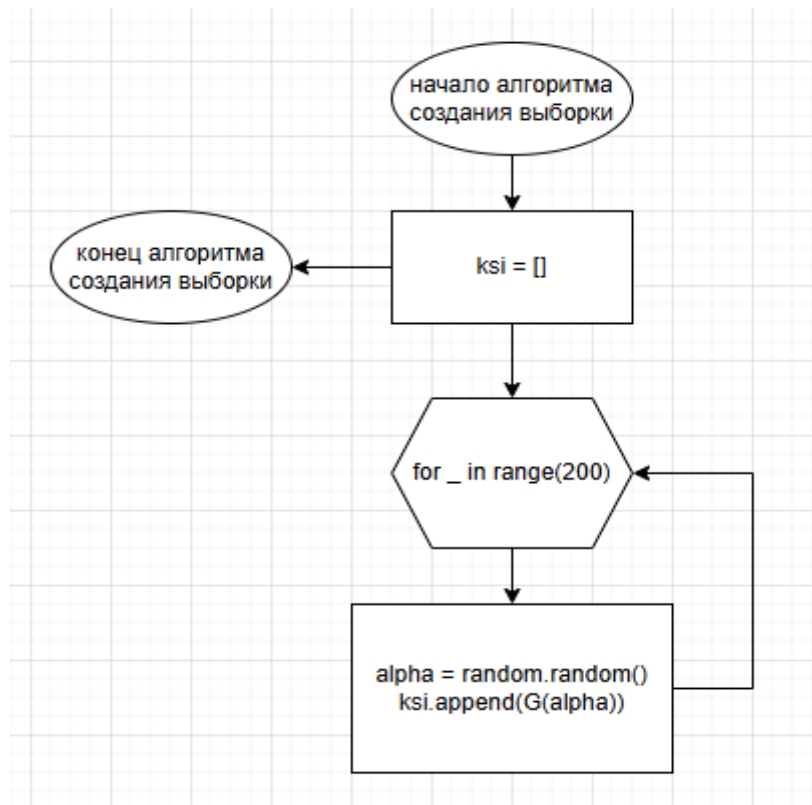 начало алгоритма
создания выборки
конец алгоритма
создания выборки
ksi = []
for _ in range(200)
alpha = random.random()
ksi.append(G(alpha))